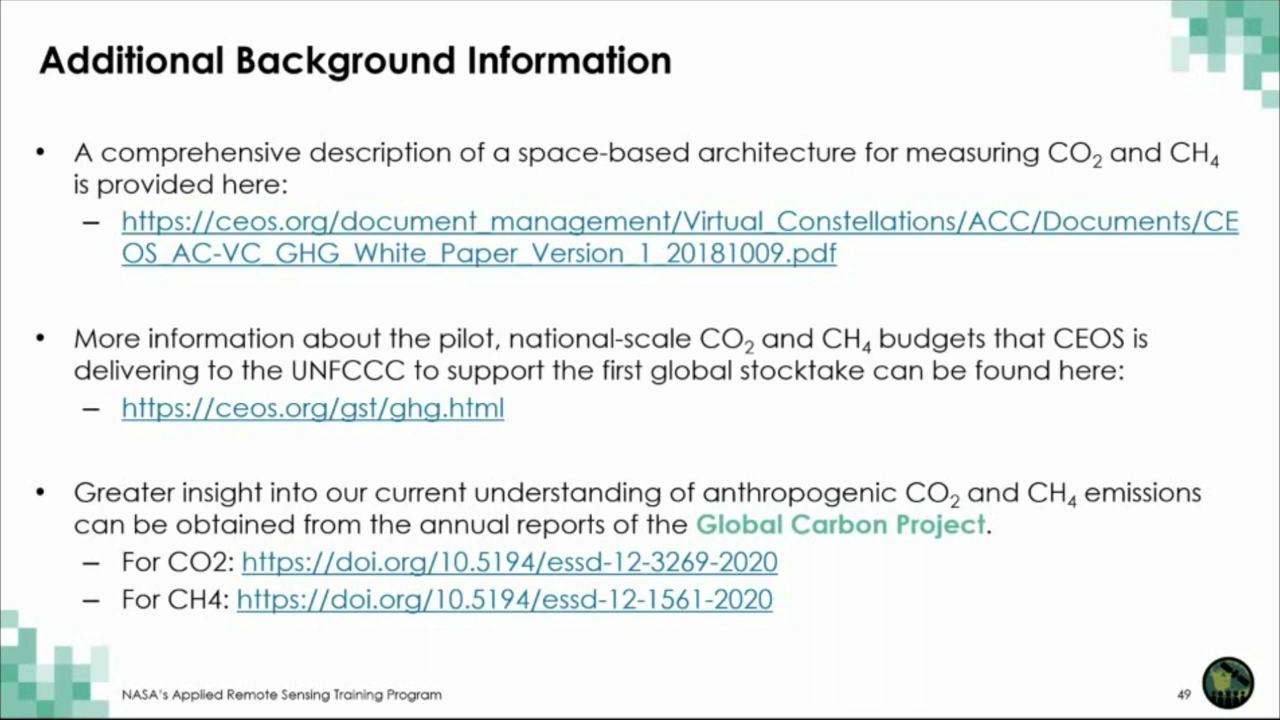 Additional Background Information
• A comprehensive description of a space-based architecture for measuring CO₂ and CH₄
is provided here:
– https://ceos.org/document_management/Virtual_Constellations/ACC/Documents/CE
OS_AC-VC_GHG_White_Paper_Version_1_20181009.pdf
• More information about the pilot, national-scale CO₂ and CH₄ budgets that CEOS is
delivering to the UNFCCC to support the first global stocktake can be found here:
– https://ceos.org/gst/ghg.html
• Greater insight into our current understanding of anthropogenic CO₂ and CH₄ emissions
can be obtained from the annual reports of the Global Carbon Project.
– For CO2: https://doi.org/10.5194/essd-12-3269-2020
– For CH4: https://doi.org/10.5194/essd-12-1561-2020
NASA's Applied Remote Sensing Training Program
49